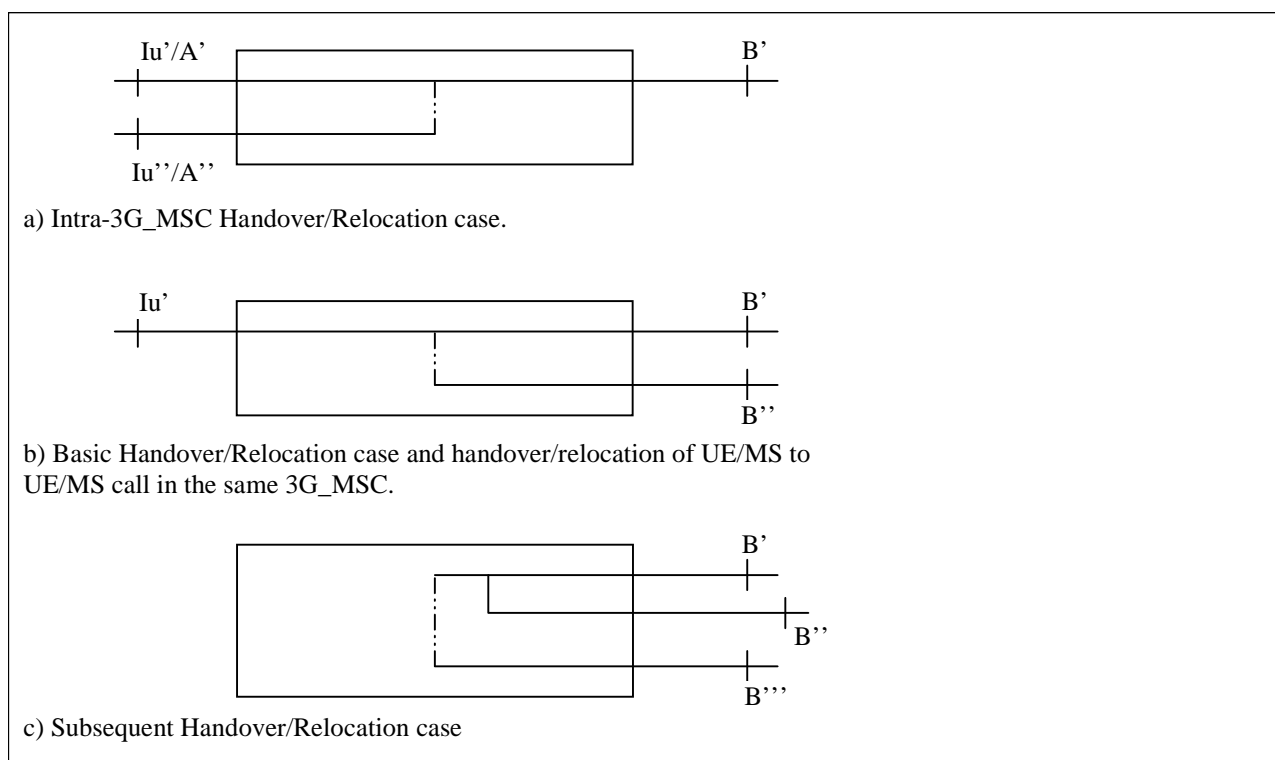 Iu’/A’
B’
Iu’’/A’’
a) Intra-3G_MSC Handover/Relocation case.
Iu’
B’
B’’
b) Basic Handover/Relocation case and handover/relocation of UE/MS to
UE/MS call in the same 3G_MSC.
B’
B’’
B’’’
c) Subsequent Handover/Relocation case